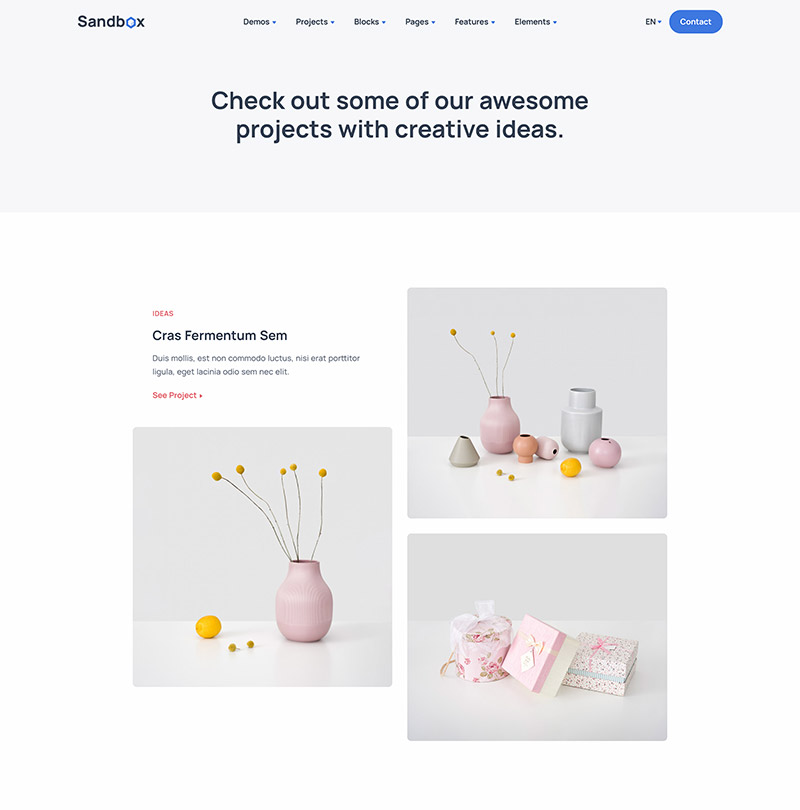 Sandbox
Demos Projects Blocks Pages Features Elements
EN
Contact
Check out some of our awesome
projects with creative ideas.
IDEAS
Cras Fermentum Sem
Duis mollis, est non commodo luctus, nisi erat porttitor
ligula, eget lacinia odio sem nec elit.
See Project